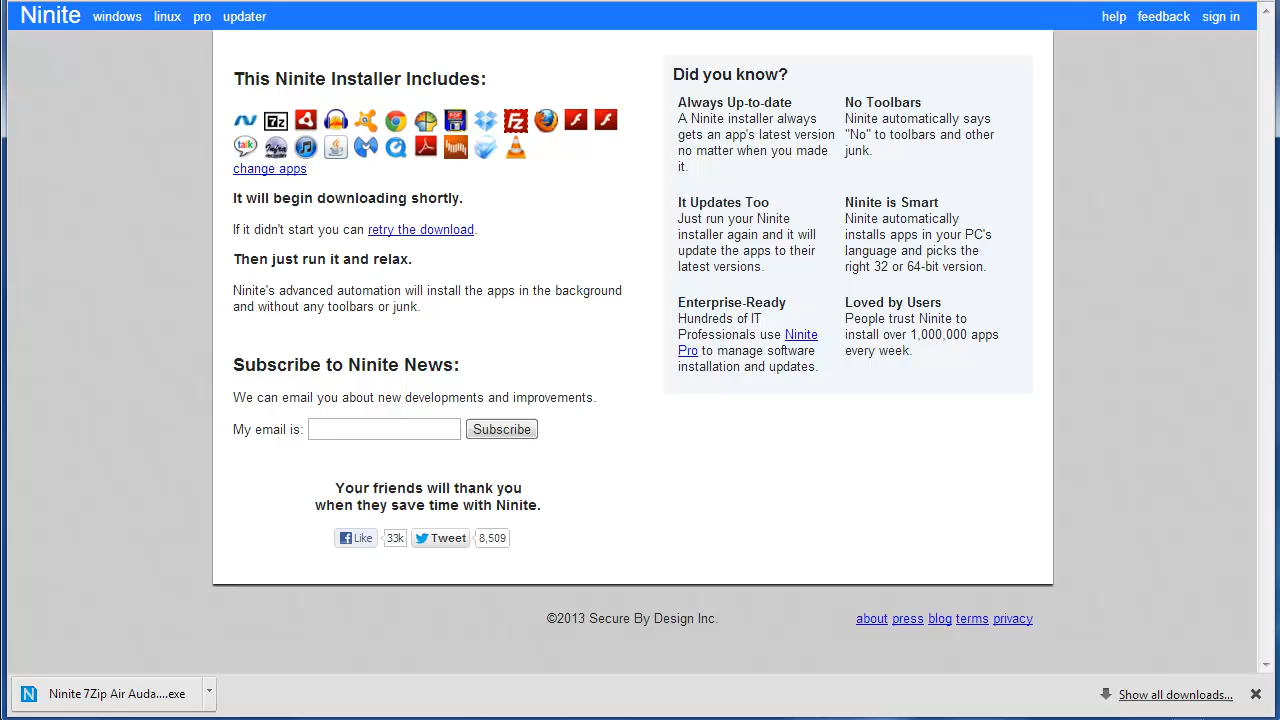 Ninite windows linux pro updater help feedback sign in
This Ninite Installer Includes:
7z
talk
change apps
It will begin downloading shortly.
If it didn't start you can retry the download.
Then just run it and relax.
Ninite's advanced automation will install the apps in the background
and without any toolbars or junk.
Subscribe to Ninite News:
We can email you about new developments and improvements.
My email is: Subscribe
Your friends will thank you
when they save time with Ninite.
Like 33k Tweet 8,509
Did you know?
Always Up-to-date
A Ninite installer always
gets an app's latest version
no matter when you made
it.
No Toolbars
Ninite automatically says
"No" to toolbars and other
junk.
It Updates Too
Just run your Ninite
installer again and it will
update the apps to their
latest versions.
Ninite is Smart
Ninite automatically
installs apps in your PC's
language and picks the
right 32 or 64-bit version.
Enterprise-Ready
Hundreds of IT
Professionals use Ninite
Pro to manage software
installation and updates.
Loved by Users
People trust Ninite to
install over 1,000,000 apps
every week.
©2013 Secure By Design Inc. about press blog terms privacy
N Ninite 7Zip Air Auda....exe Show all downloads...